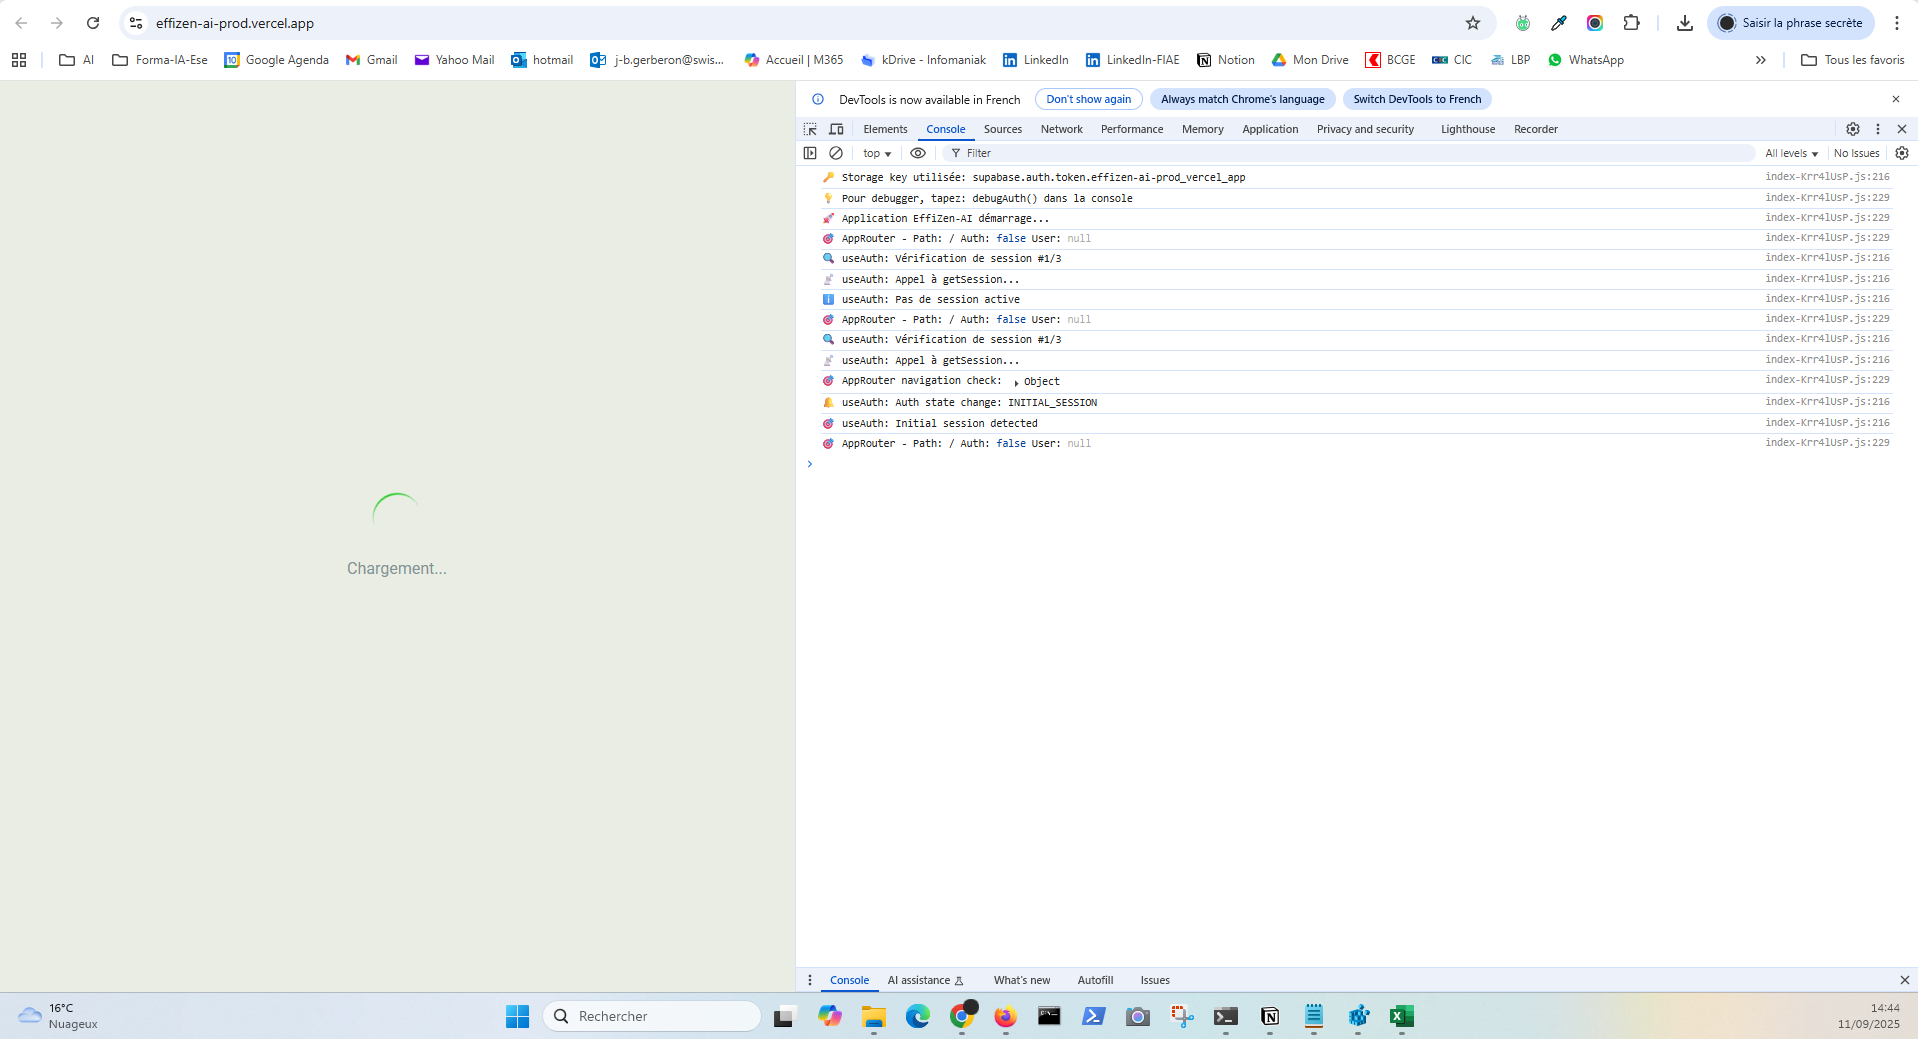 effizen-ai-prod.vercel.app
Saisir la phrase secrète
AI
Forma-IA-Ese
Google Agenda
Gmail
Yahoo Mail
hotmail
j-b.gerberon@swis...
Accueil | M365
kDrive - Infomaniak
LinkedIn
LinkedIn-FIAE
Notion
Mon Drive
BCGE
CIC
LBP
WhatsApp
»
Tous les favoris
DevTools is now available in French
Don't show again
Always match Chrome's language
Switch DevTools to French
Elements
Console
Sources
Network
Performance
Memory
Application
Privacy and security
Lighthouse
Recorder
top
Filter
All levels
No Issues
Storage key utilisée: supabase.auth.token.effizen-ai-prod_vercel_app index-Krr4lUsP.js:216
Pour debugger, tapez: debugAuth() dans la console index-Krr4lUsP.js:229
Application EffiZen-AI démarrage... index-Krr4lUsP.js:229
AppRouter - Path: / Auth: false User: null index-Krr4lUsP.js:229
useAuth: Vérification de session #1/3 index-Krr4lUsP.js:216
useAuth: Appel à getSession... index-Krr4lUsP.js:216
useAuth: Pas de session active index-Krr4lUsP.js:216
AppRouter - Path: / Auth: false User: null index-Krr4lUsP.js:229
useAuth: Vérification de session #1/3 index-Krr4lUsP.js:216
useAuth: Appel à getSession... index-Krr4lUsP.js:216
AppRouter navigation check: Object index-Krr4lUsP.js:229
useAuth: Auth state change: INITIAL_SESSION index-Krr4lUsP.js:216
useAuth: Initial session detected index-Krr4lUsP.js:216
AppRouter - Path: / Auth: false User: null index-Krr4lUsP.js:229
Chargement...
Console
AI assistance
What's new
Autofill
Issues
16°C
Nuageux
Rechercher
14:44
11/09/2025